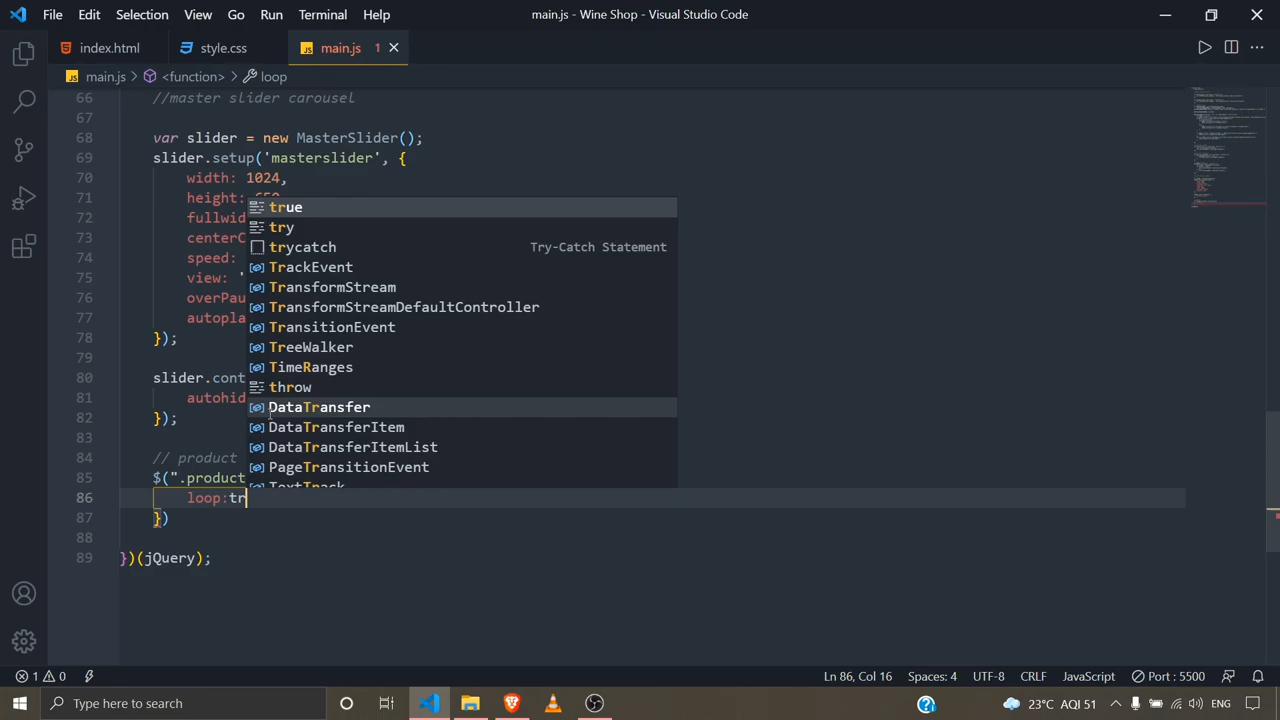 File Edit Selection View Go Run Terminal Help
main.js - Wine Shop - Visual Studio Code
index.html
style.css
JS main.js 1
JS main.js > <function> > loop
66 //master slider carousel
67
68 var slider = new MasterSlider();
69 slider.setup('masterslider', {
70 width: 1024,
71 height: 650,
72 fullwid
73 centerC
74 speed:
75 view: '
76 overPau
77 autopla
78 });
79
80 slider.cont
81 autohid
82 });
83
84 // product
85 $(".product
86 loop:tr
87 })
88
89 })(jQuery);
true
try
trycatch Try-Catch Statement
TrackEvent
TransformStream
TransformStreamDefaultController
TransitionEvent
TreeWalker
TimeRanges
throw
DataTransfer
DataTransferItem
DataTransferItemList
PageTransitionEvent
TextTrack
1 0
Ln 86, Col 16 Spaces: 4 UTF-8 CRLF JavaScript Port : 5500
Type here to search
23°C AQI 51 ENG